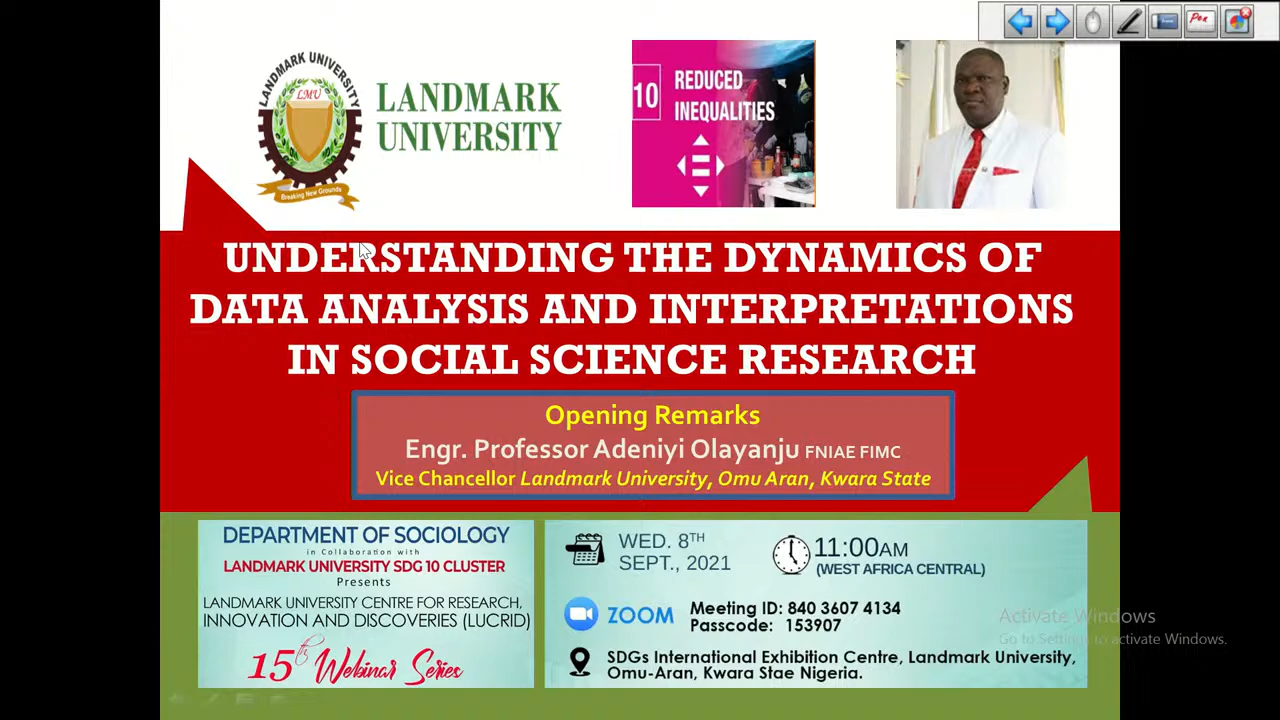 LANDMARK UNIVERSITY
LMU
Breaking New Grounds
LANDMARK
UNIVERSITY
10
REDUCED
INEQUALITIES
Pen
UNDERSTANDING THE DYNAMICS OF
DATA ANALYSIS AND INTERPRETATIONS
IN SOCIAL SCIENCE RESEARCH
Opening Remarks
Engr. Professor Adeniyi Olayanju FNIAE FIMC
Vice Chancellor Landmark University, Omu Aran, Kwara State
DEPARTMENT OF SOCIOLOGY
in Collaboration with
LANDMARK UNIVERSITY SDG 10 CLUSTER
Presents
LANDMARK UNIVERSITY CENTRE FOR RESEARCH,
INNOVATION AND DISCOVERIES (LUCRID)
15th Webinar Series
WED. 8TH
SEPT., 2021
11:00AM
(WEST AFRICA CENTRAL)
ZOOM
Meeting ID: 840 3607 4134
Passcode: 153907
SDGs International Exhibition Centre, Landmark University,
Omu-Aran, Kwara Stae Nigeria.
Activate Windows
Go to Settings to activate Windows.